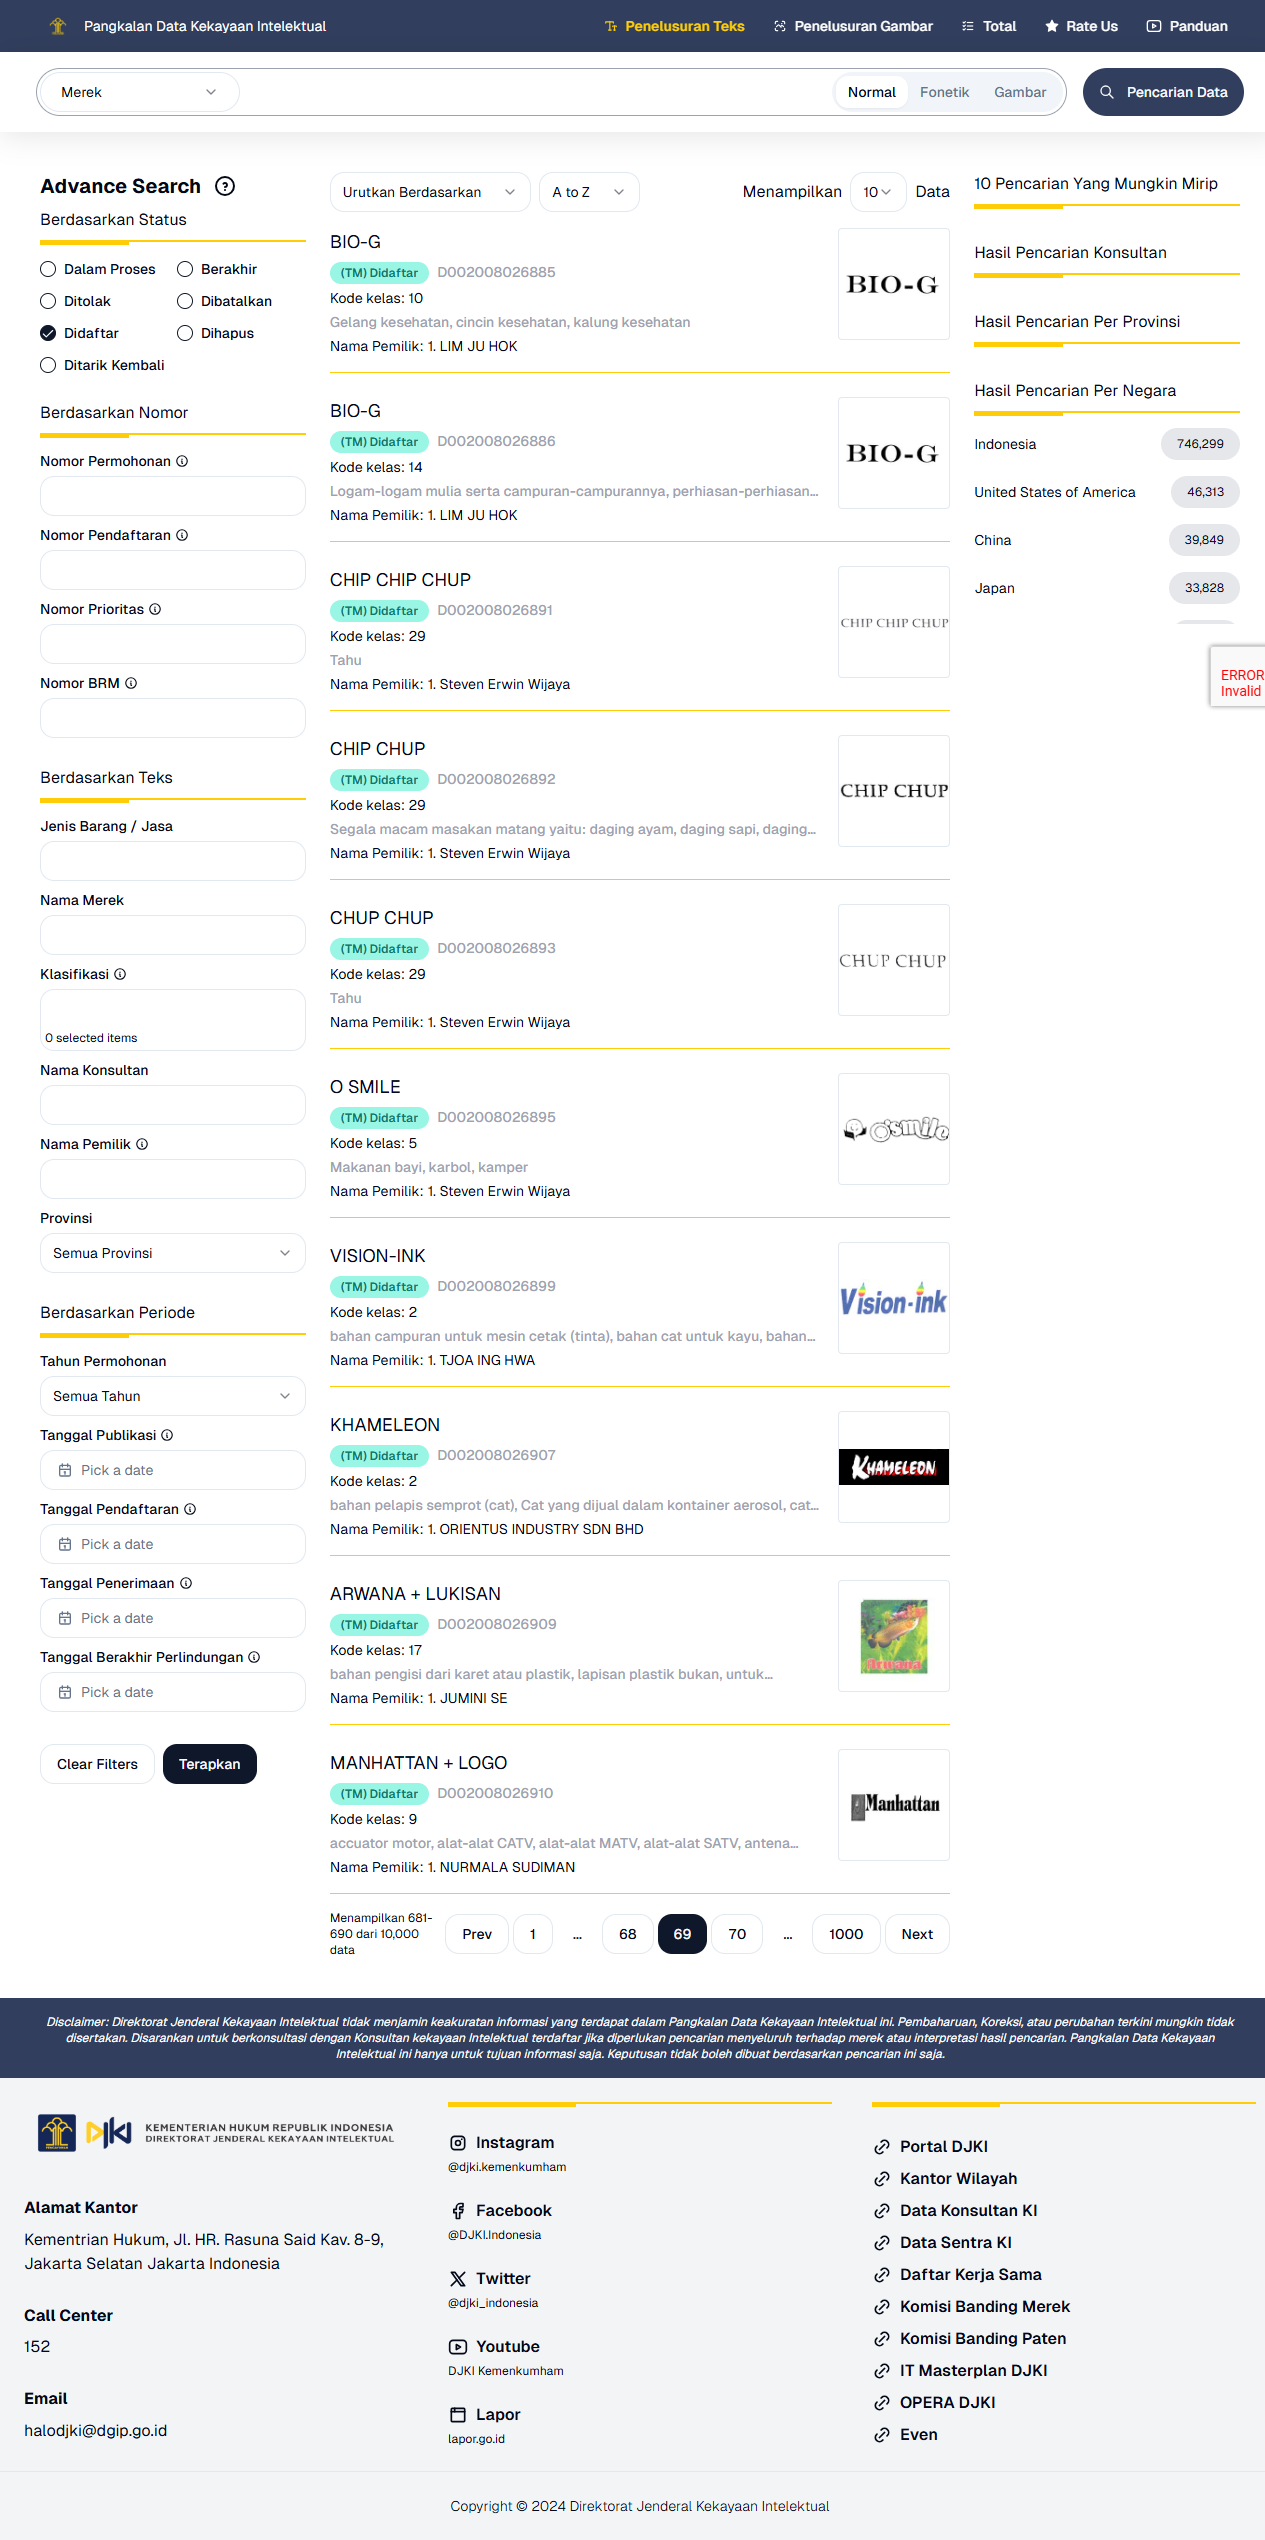 Pangkalan Data Kekayaan Intelektual
Penelusuran Teks
Penelusuran Gambar
Total
Rate Us
Panduan
Merek
Normal
Fonetik
Gambar
Pencarian Data
Advance Search
Berdasarkan Status
Dalam Proses
Berakhir
Ditolak
Dibatalkan
Didaftar
Dihapus
Ditarik Kembali
Berdasarkan Nomor
Nomor Permohonan
Nomor Pendaftaran
Nomor Prioritas
Nomor BRM
Berdasarkan Teks
Jenis Barang / Jasa
Nama Merek
Klasifikasi
0 selected items
Nama Konsultan
Nama Pemilik
Provinsi
Semua Provinsi
Berdasarkan Periode
Tahun Permohonan
Semua Tahun
Tanggal Publikasi
Pick a date
Tanggal Pendaftaran
Pick a date
Tanggal Penerimaan
Pick a date
Tanggal Berakhir Perlindungan
Pick a date
Clear Filters
Terapkan
Urutkan Berdasarkan
A to Z
Menampilkan 10 Data
BIO-G
(TM) Didaftar D002008026885
Kode kelas: 10
Gelang kesehatan, cincin kesehatan, kalung kesehatan
Nama Pemilik: 1. LIM JU HOK
BIO-G
BIO-G
(TM) Didaftar D002008026886
Kode kelas: 14
Logam-logam mulia serta campuran-campurannya, perhiasan-perhiasan...
Nama Pemilik: 1. LIM JU HOK
BIO-G
CHIP CHIP CHUP
(TM) Didaftar D002008026891
Kode kelas: 29
Tahu
Nama Pemilik: 1. Steven Erwin Wijaya
CHIP CHIP CHUP
CHIP CHUP
(TM) Didaftar D002008026892
Kode kelas: 29
Segala macam masakan matang yaitu: daging ayam, daging sapi, daging...
Nama Pemilik: 1. Steven Erwin Wijaya
CHIP CHUP
CHUP CHUP
(TM) Didaftar D002008026893
Kode kelas: 29
Tahu
Nama Pemilik: 1. Steven Erwin Wijaya
CHUP CHUP
O SMILE
(TM) Didaftar D002008026895
Kode kelas: 5
Makanan bayi, karbol, kamper
Nama Pemilik: 1. Steven Erwin Wijaya
O'smile
VISION-INK
(TM) Didaftar D002008026899
Kode kelas: 2
bahan campuran untuk mesin cetak (tinta), bahan cat untuk kayu, bahan...
Nama Pemilik: 1. TJOA ING HWA
Vision-ink
KHAMELEON
(TM) Didaftar D002008026907
Kode kelas: 2
bahan pelapis semprot (cat), Cat yang dijual dalam kontainer aerosol, cat...
Nama Pemilik: 1. ORIENTUS INDUSTRY SDN BHD
KHAMELEON
ARWANA + LUKISAN
(TM) Didaftar D002008026909
Kode kelas: 17
bahan pengisi dari karet atau plastik, lapisan plastik bukan, untuk...
Nama Pemilik: 1. JUMINI SE
Arwana
MANHATTAN + LOGO
(TM) Didaftar D002008026910
Kode kelas: 9
accuator motor, alat-alat CATV, alat-alat MATV, alat-alat SATV, antena...
Nama Pemilik: 1. NURMALA SUDIMAN
Manhattan
Menampilkan 681-
690 dari 10,000
data
Prev 1 ... 68 69 70 ... 1000 Next
10 Pencarian Yang Mungkin Mirip
Hasil Pencarian Konsultan
Hasil Pencarian Per Provinsi
Hasil Pencarian Per Negara
Indonesia 746,299
United States of America 46,313
China 39,849
Japan 33,828
ERROR
Invalid
Disclaimer: Direktorat Jenderal Kekayaan Intelektual tidak menjamin keakuratan informasi yang terdapat dalam Pangkalan Data Kekayaan Intelektual ini. Pembaharuan, Koreksi, atau perubahan terkini mungkin tidak
disertakan. Disarankan untuk berkonsultasi dengan Konsultan kekayaan Intelektual terdaftar jika diperlukan pencarian menyeluruh terhadap merek atau interpretasi hasil pencarian. Pangkalan Data Kekayaan
Intelektual ini hanya untuk tujuan informasi saja. Keputusan tidak boleh dibuat berdasarkan pencarian ini saja.
DJKI
KEMENTERIAN HUKUM REPUBLIK INDONESIA
DIREKTORAT JENDERAL KEKAYAAN INTELEKTUAL
Alamat Kantor
Kementrian Hukum, Jl. HR. Rasuna Said Kav. 8-9,
Jakarta Selatan Jakarta Indonesia
Call Center
152
Email
halodjki@dgip.go.id
Instagram
@djki.kemenkumham
Facebook
@DJKI.Indonesia
Twitter
@djki_indonesia
Youtube
DJKI Kemenkumham
Lapor
lapor.go.id
Portal DJKI
Kantor Wilayah
Data Konsultan KI
Data Sentra KI
Daftar Kerja Sama
Komisi Banding Merek
Komisi Banding Paten
IT Masterplan DJKI
OPERA DJKI
Even
Copyright © 2024 Direktorat Jenderal Kekayaan Intelektual